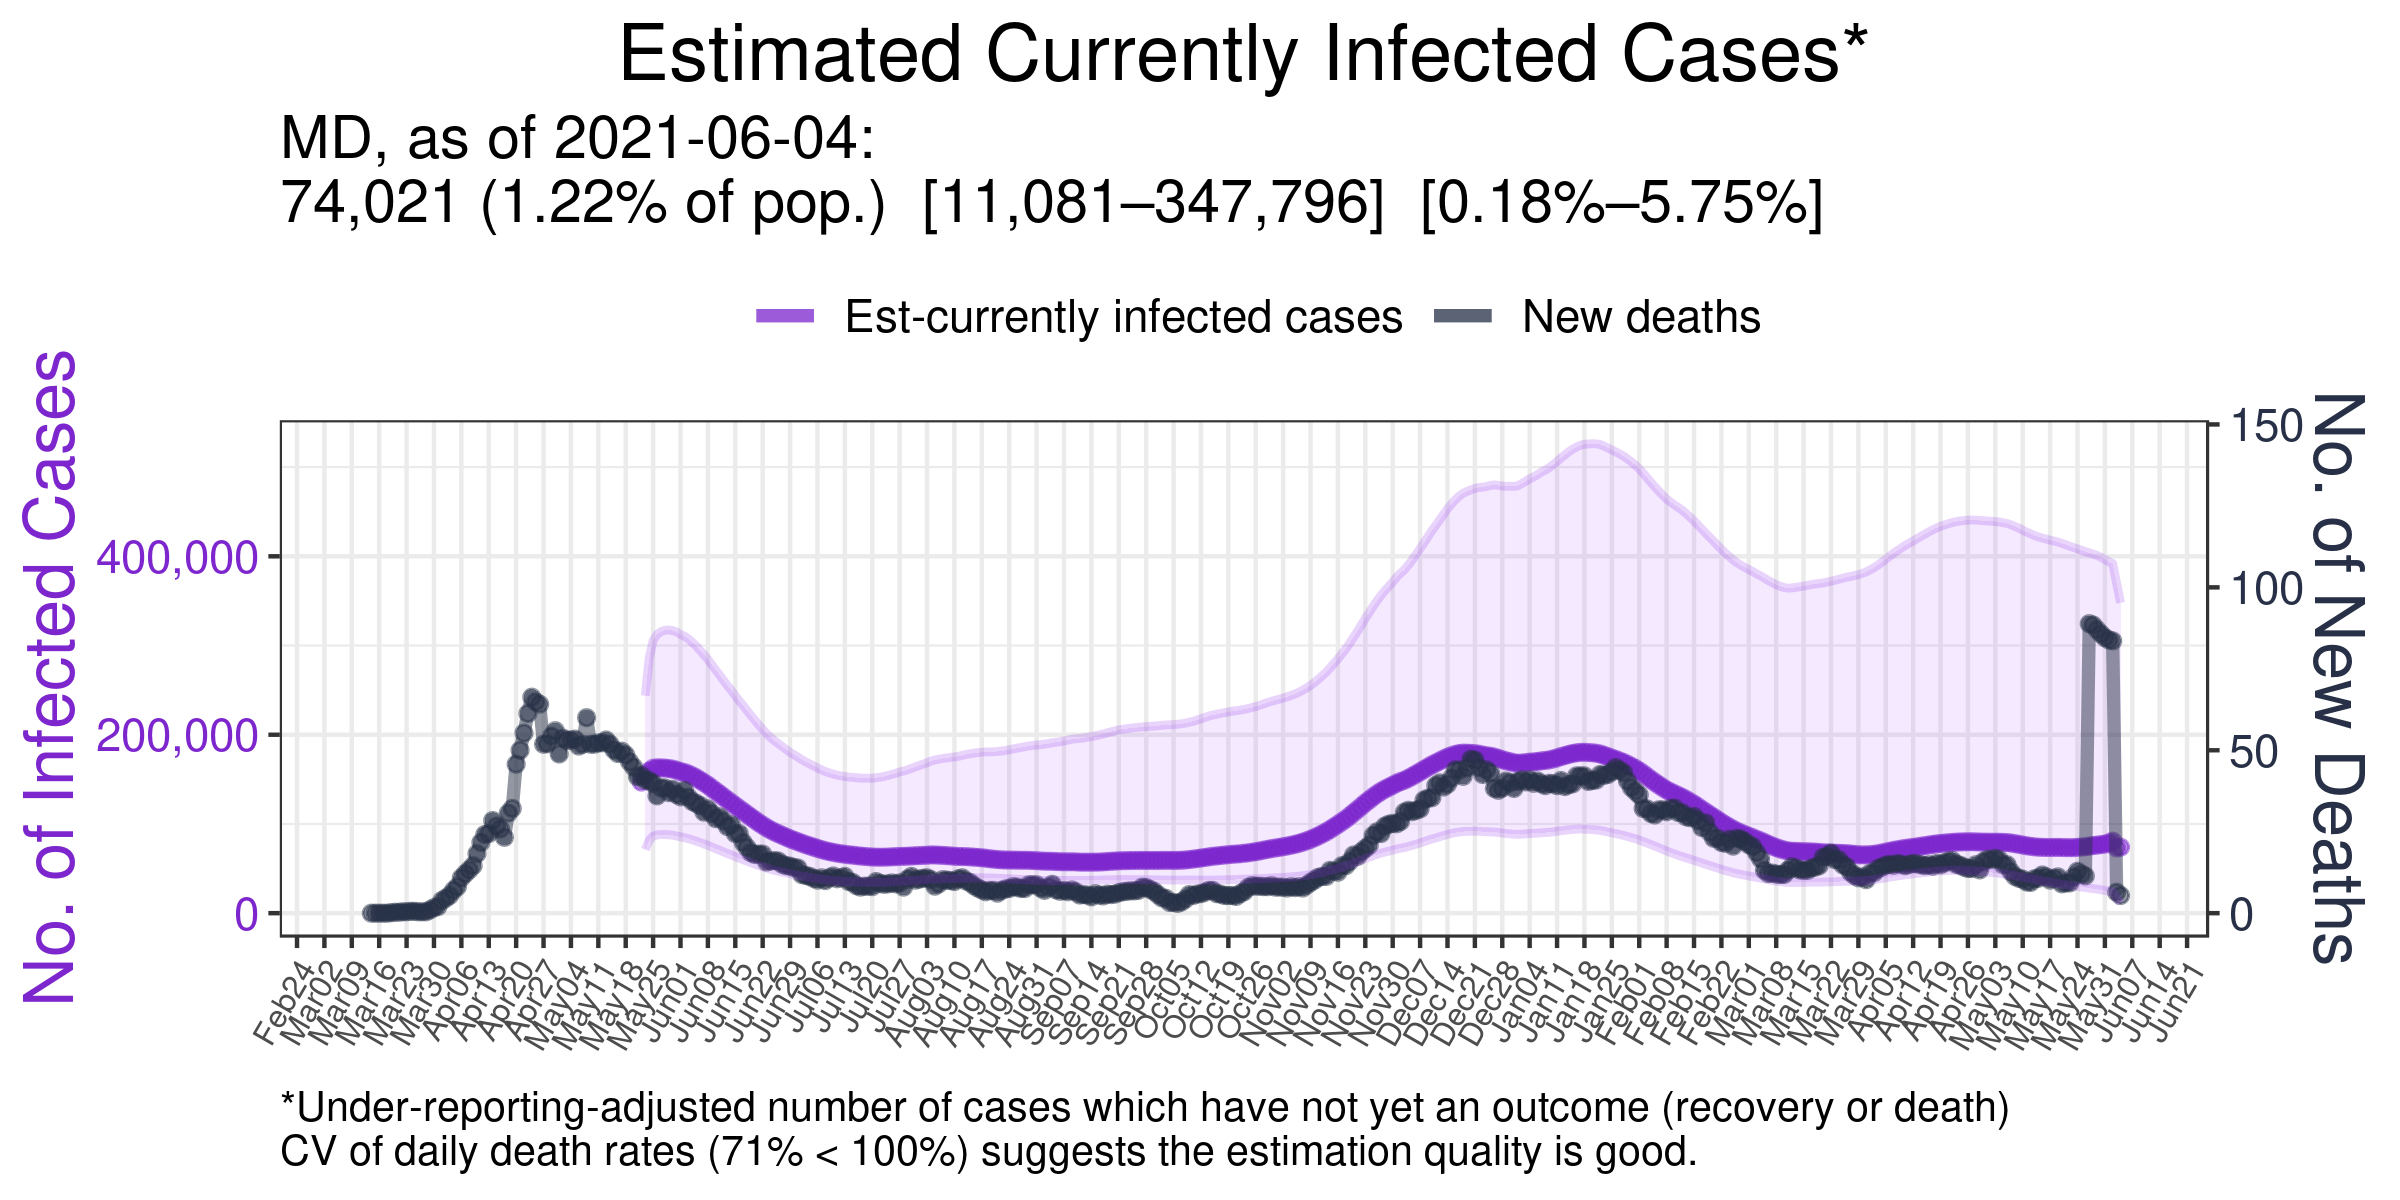 Estimated Currently Infected Cases*
MD, as of 2021-06-04:
74,021 (1.22% of pop.) [11,081–347,796] [0.18%–5.75%]
Est-currently infected cases
New deaths
No. of Infected Cases
400,000
200,000
0
150
100
50
0
No. of New Deaths
Feb24
Mar02
Mar09
Mar16
Mar23
Mar30
Apr06
Apr13
Apr20
Apr27
May04
May11
May18
May25
Jun01
Jun08
Jun15
Jun22
Jun29
Jul06
Jul13
Jul20
Jul27
Aug03
Aug10
Aug17
Aug24
Aug31
Sep07
Sep14
Sep21
Sep28
Oct05
Oct12
Oct19
Oct26
Nov02
Nov09
Nov16
Nov23
Nov30
Dec07
Dec14
Dec21
Dec28
Jan04
Jan11
Jan18
Jan25
Feb01
Feb08
Feb15
Feb22
Mar01
Mar08
Mar15
Mar22
Mar29
Apr05
Apr12
Apr19
Apr26
May03
May10
May17
May24
May31
Jun07
Jun14
Jun21
*Under-reporting-adjusted number of cases which have not yet an outcome (recovery or death)
CV of daily death rates (71% < 100%) suggests the estimation quality is good.